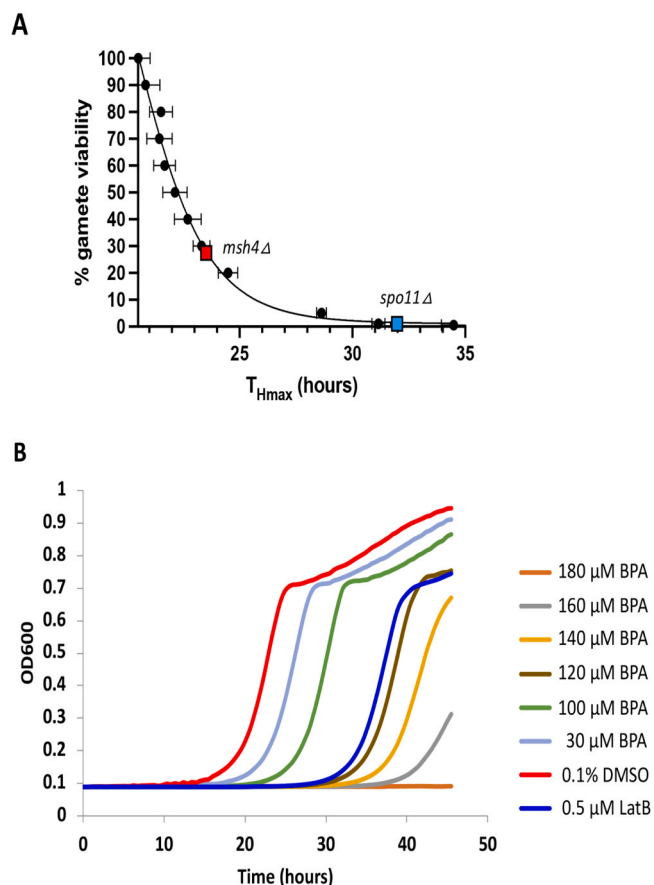 A
100
90
80
70
60
50
40
30
20
10
0
% gamete viability
msh4Δ
spo11Δ
25 30 35
T_Hmax (hours)
B
1
0.9
0.8
0.7
0.6
0.5
0.4
0.3
0.2
0.1
0
OD600
0 10 20 30 40 50
Time (hours)
180 µM BPA
160 µM BPA
140 µM BPA
120 µM BPA
100 µM BPA
30 µM BPA
0.1% DMSO
0.5 µM LatB